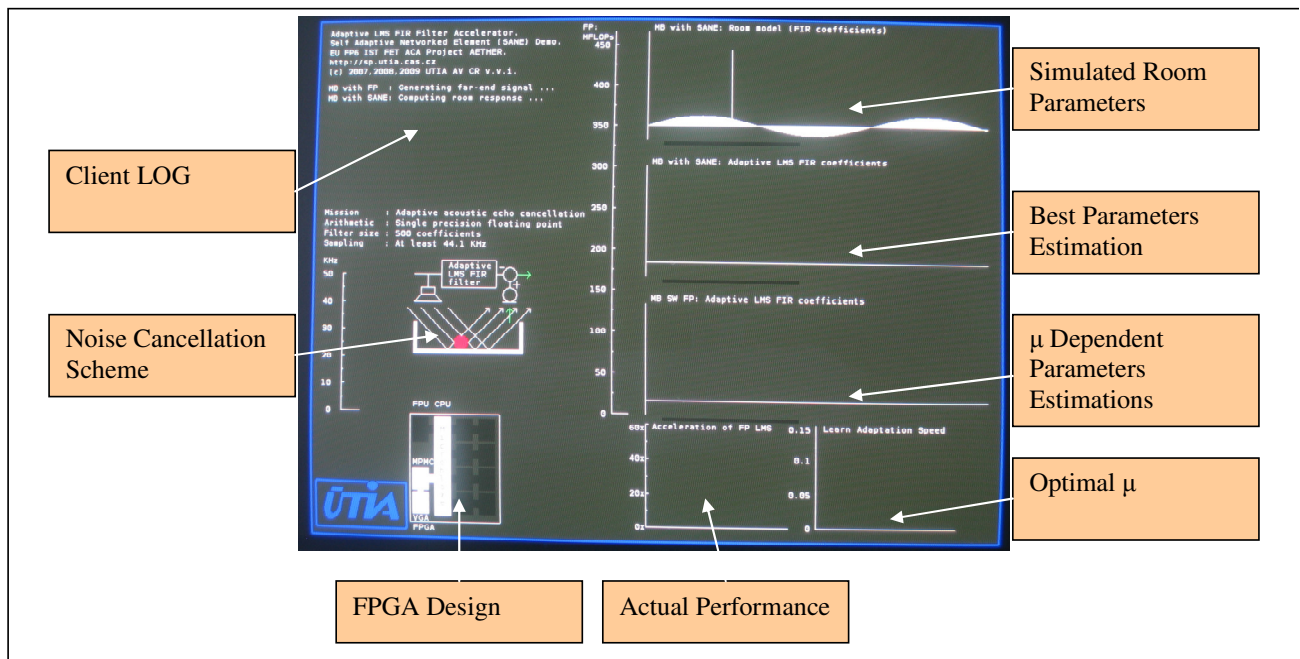 Adaptive LMS FIR Filter Accelerator.
Self Adaptive Networked Element (SANE) Demo.
EU FP6 IST FET ACA Project AETHER.
http://sp.utia.cas.cz
(c) 2007,2008,2009 UTIA AV CR v.v.i.
MB with FP : Generating far-end signal ...
MB with SANE: Computing room response ...
Client LOG
Mission : Adaptive acoustic echo cancellation
Arithmetic : Single precision floating point
Filter size : 500 coefficients
Sampling : At least 44.1 KHz
KHz
50
40
30
20
10
0
Adaptive
LMS FIR
filter
-
+
Noise Cancellation
Scheme
FPU CPU
MPMC
VGA
FPGA
ÚTIA
FPGA Design
FP:
MFLOPs
450
400
350
300
250
200
150
100
50
0
MB with SANE: Room model (FIR coefficients)
Simulated Room
Parameters
MB with SANE: Adaptive LMS FIR coefficients
Best Parameters
Estimation
MB SW FP: Adaptive LMS FIR coefficients
µ Dependent
Parameters
Estimations
60x
40x
20x
0x
Acceleration of FP LMS
Actual Performance
0.15
0.1
0.05
0
Learn Adaptation Speed
Optimal µ